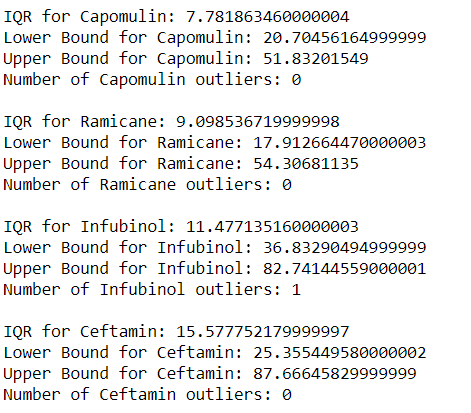 IQR for Capomulin: 7.781863460000004
Lower Bound for Capomulin: 20.70456164999999
Upper Bound for Capomulin: 51.83201549
Number of Capomulin outliers: 0
IQR for Ramicane: 9.098536719999998
Lower Bound for Ramicane: 17.912664470000003
Upper Bound for Ramicane: 54.30681135
Number of Ramicane outliers: 0
IQR for Infubinol: 11.477135160000003
Lower Bound for Infubinol: 36.83290494999999
Upper Bound for Infubinol: 82.74144559000001
Number of Infubinol outliers: 1
IQR for Ceftamin: 15.577752179999997
Lower Bound for Ceftamin: 25.355449580000002
Upper Bound for Ceftamin: 87.66645829999999
Number of Ceftamin outliers: 0